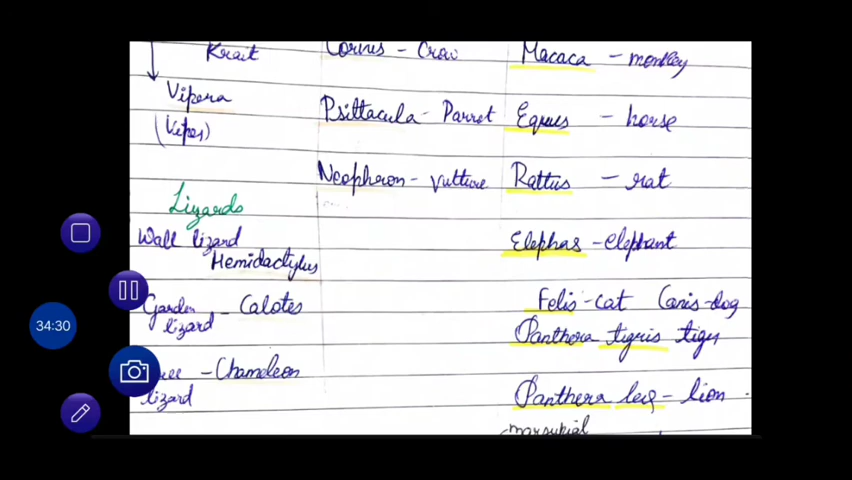 Krait
Corvus - Crow
Macaca - monkey
Vipera
(Viper)
Psittacula - Parrot
Equus - horse
Neophron - Vulture
Rattus - rat
Lizards
Wall lizard
Hemidactylus
Elephas - elephant
Garden - Calotes
lizard
Felis - cat Canis - dog
Panthera tigris tiger
- Chameleon
lizard
Panthera leo - lion
marsupial
34:30